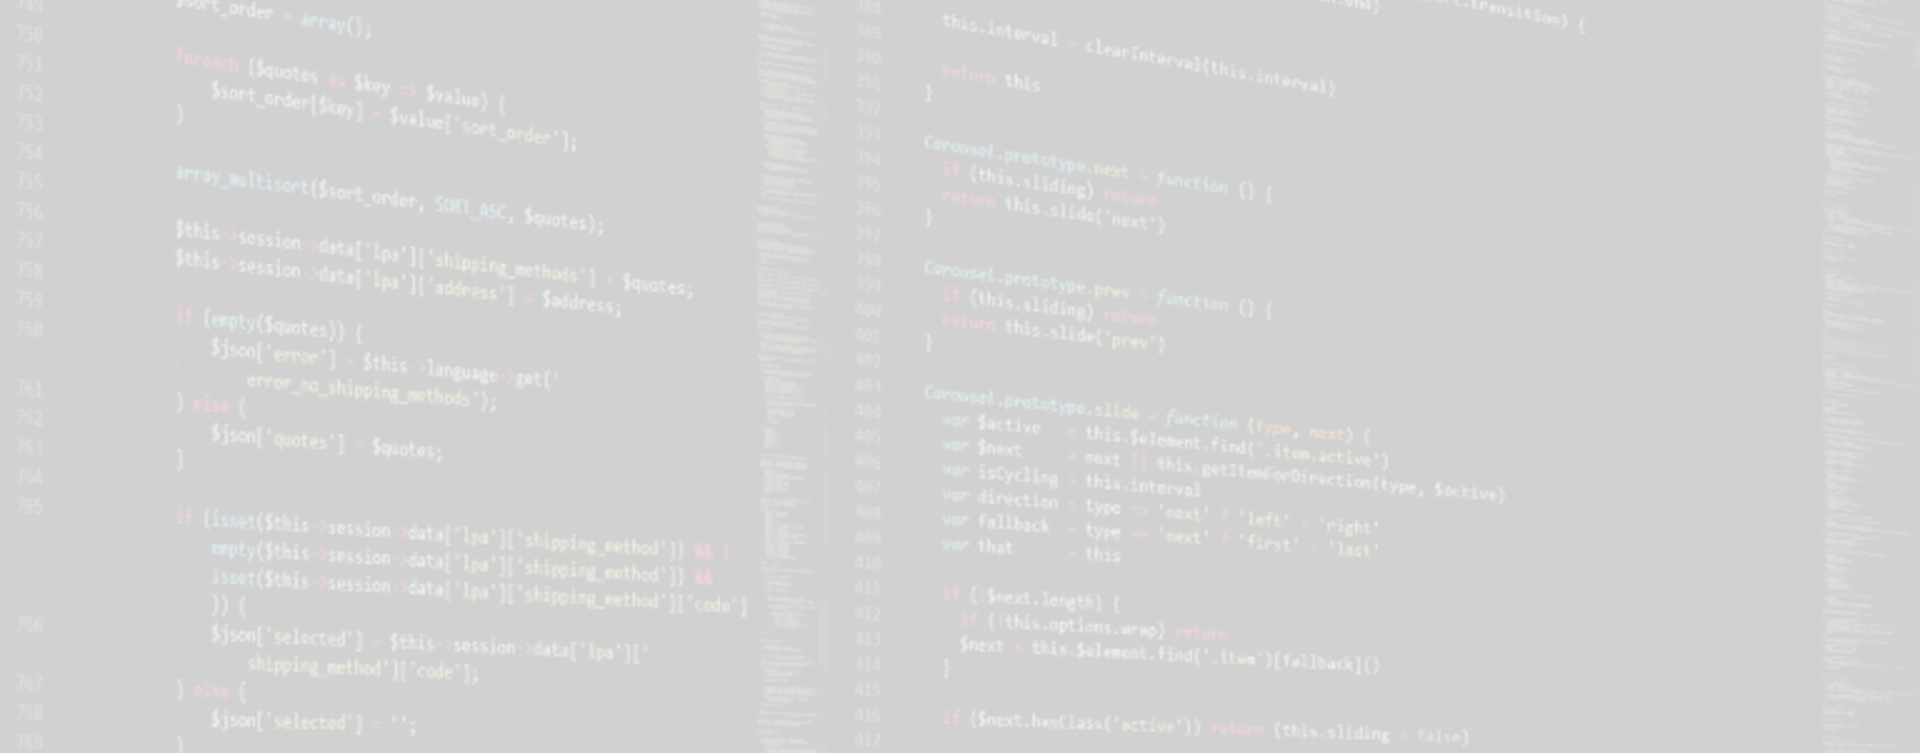 749 $sort_order = array();
750
751 foreach ($quotes as $key => $value) {
752 $sort_order[$key] = $value['sort_order'];
753 }
754
755 array_multisort($sort_order, SORT_ASC, $quotes);
756
757 $this->session->data['lpa']['shipping_methods'] = $quotes;
758 $this->session->data['lpa']['address'] = $address;
759
760 if (empty($quotes)) {
$json['error'] = $this->language->get('
761 error_no_shipping_methods');
762 } else {
763 $json['quotes'] = $quotes;
764 }
765
if (isset($this->session->data['lpa']['shipping_method']) && !
empty($this->session->data['lpa']['shipping_method']) &&
isset($this->session->data['lpa']['shipping_method']['code']
)) {
766 $json['selected'] = $this->session->data['lpa']['
shipping_method']['code'];
767 } else {
768 $json['selected'] = '';
769 }
388
389 this.interval = clearInterval(this.interval)
390
391 return this
392 }
393
394 Carousel.prototype.next = function () {
395 if (this.sliding) return
396 return this.slide('next')
397 }
398
399 Carousel.prototype.prev = function () {
400 if (this.sliding) return
401 return this.slide('prev')
402 }
403
404 Carousel.prototype.slide = function (type, next) {
405 var $active = this.$element.find('.item.active')
406 var $next = next || this.getItemForDirection(type, $active)
407 var isCycling = this.interval
408 var direction = type == 'next' ? 'left' : 'right'
409 var fallback = type == 'next' ? 'first' : 'last'
410 var that = this
411
412 if (!$next.length) {
413 if (!this.options.wrap) return
414 $next = this.$element.find('.item')[fallback]()
415 }
416
417 if ($next.hasClass('active')) return (this.sliding = false)